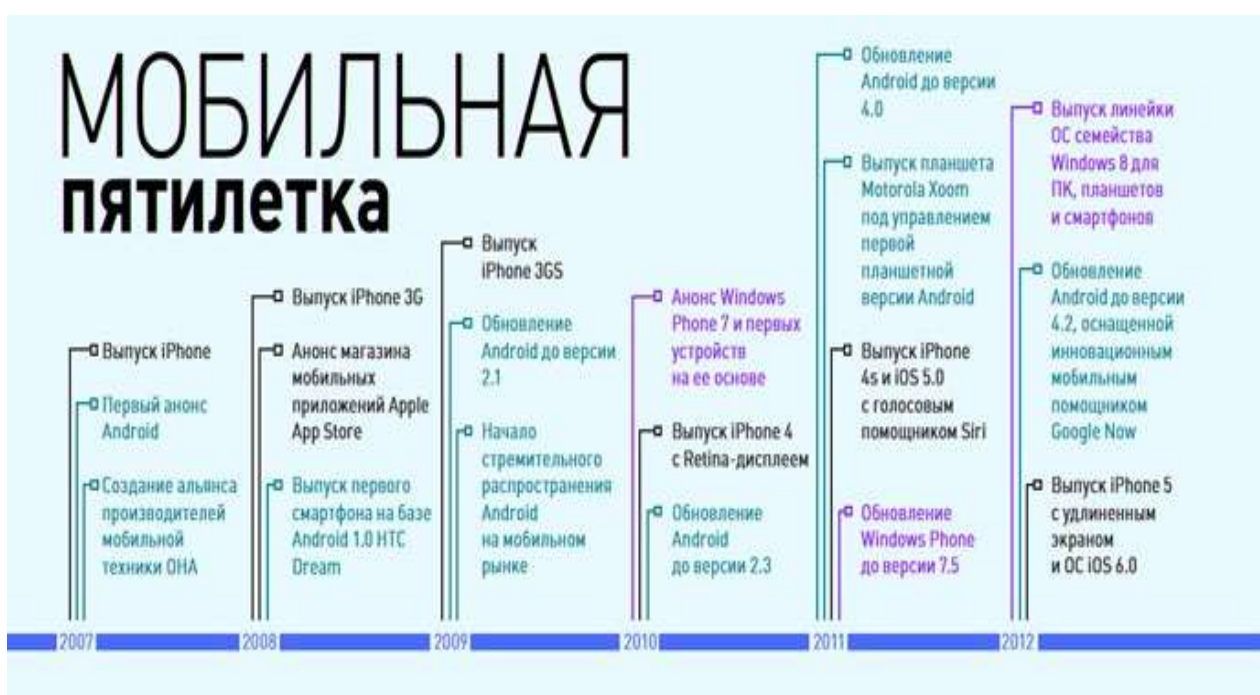 МОБИЛЬНАЯ
пятилетка
Выпуск iPhone
Первый анонс
Android
Создание альянса
производителей
мобильной
техники OHA
Выпуск iPhone 3G
Анонс магазина
мобильных
приложений Apple
App Store
Выпуск первого
смартфона на базе
Android 1.0 HTC
Dream
Выпуск
iPhone 3GS
Обновление
Android до версии
2.1
Начало
стремительного
распространения
Android
на мобильном
рынке
Анонс Windows
Phone 7 и первых
устройств
на ее основе
Выпуск iPhone 4
с Retina-дисплеем
Обновление
Android
до версии 2.3
Обновление
Android до версии
4.0
Выпуск планшета
Motorola Xoom
под управлением
первой
планшетной
версии Android
Выпуск iPhone
4s и iOS 5.0
с голосовым
помощником Siri
Обновление
Windows Phone
до версии 7.5
Выпуск линейки
ОС семейства
Windows 8 для
ПК, планшетов
и смартфонов
Обновление
Android до версии
4.2, оснащенной
инновационным
мобильным
помощником
Google Now
Выпуск iPhone 5
с удлиненным
экраном
и ОС iOS 6.0
2007
2008
2009
2010
2011
2012